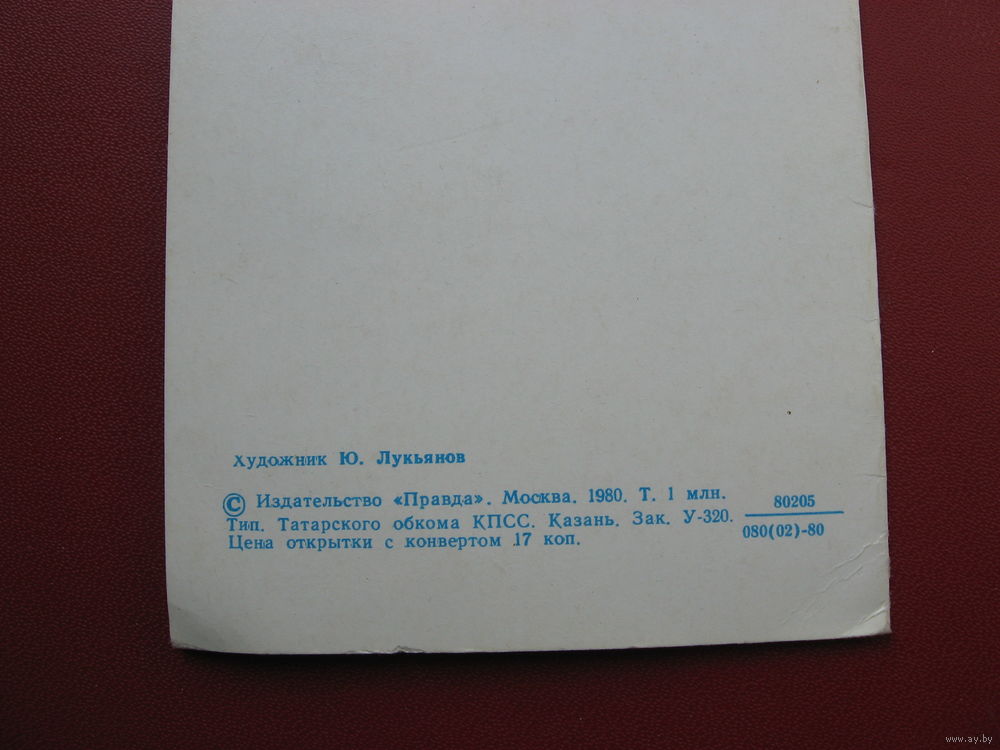 Художник Ю. Лукьянов
© Издательство «Правда». Москва. 1980. Т. 1 млн.
Тип. Татарского обкома КПСС. Казань. Зак. У-320.
Цена открытки с конвертом 17 коп.
80205
080(02)-80
www.ay.by